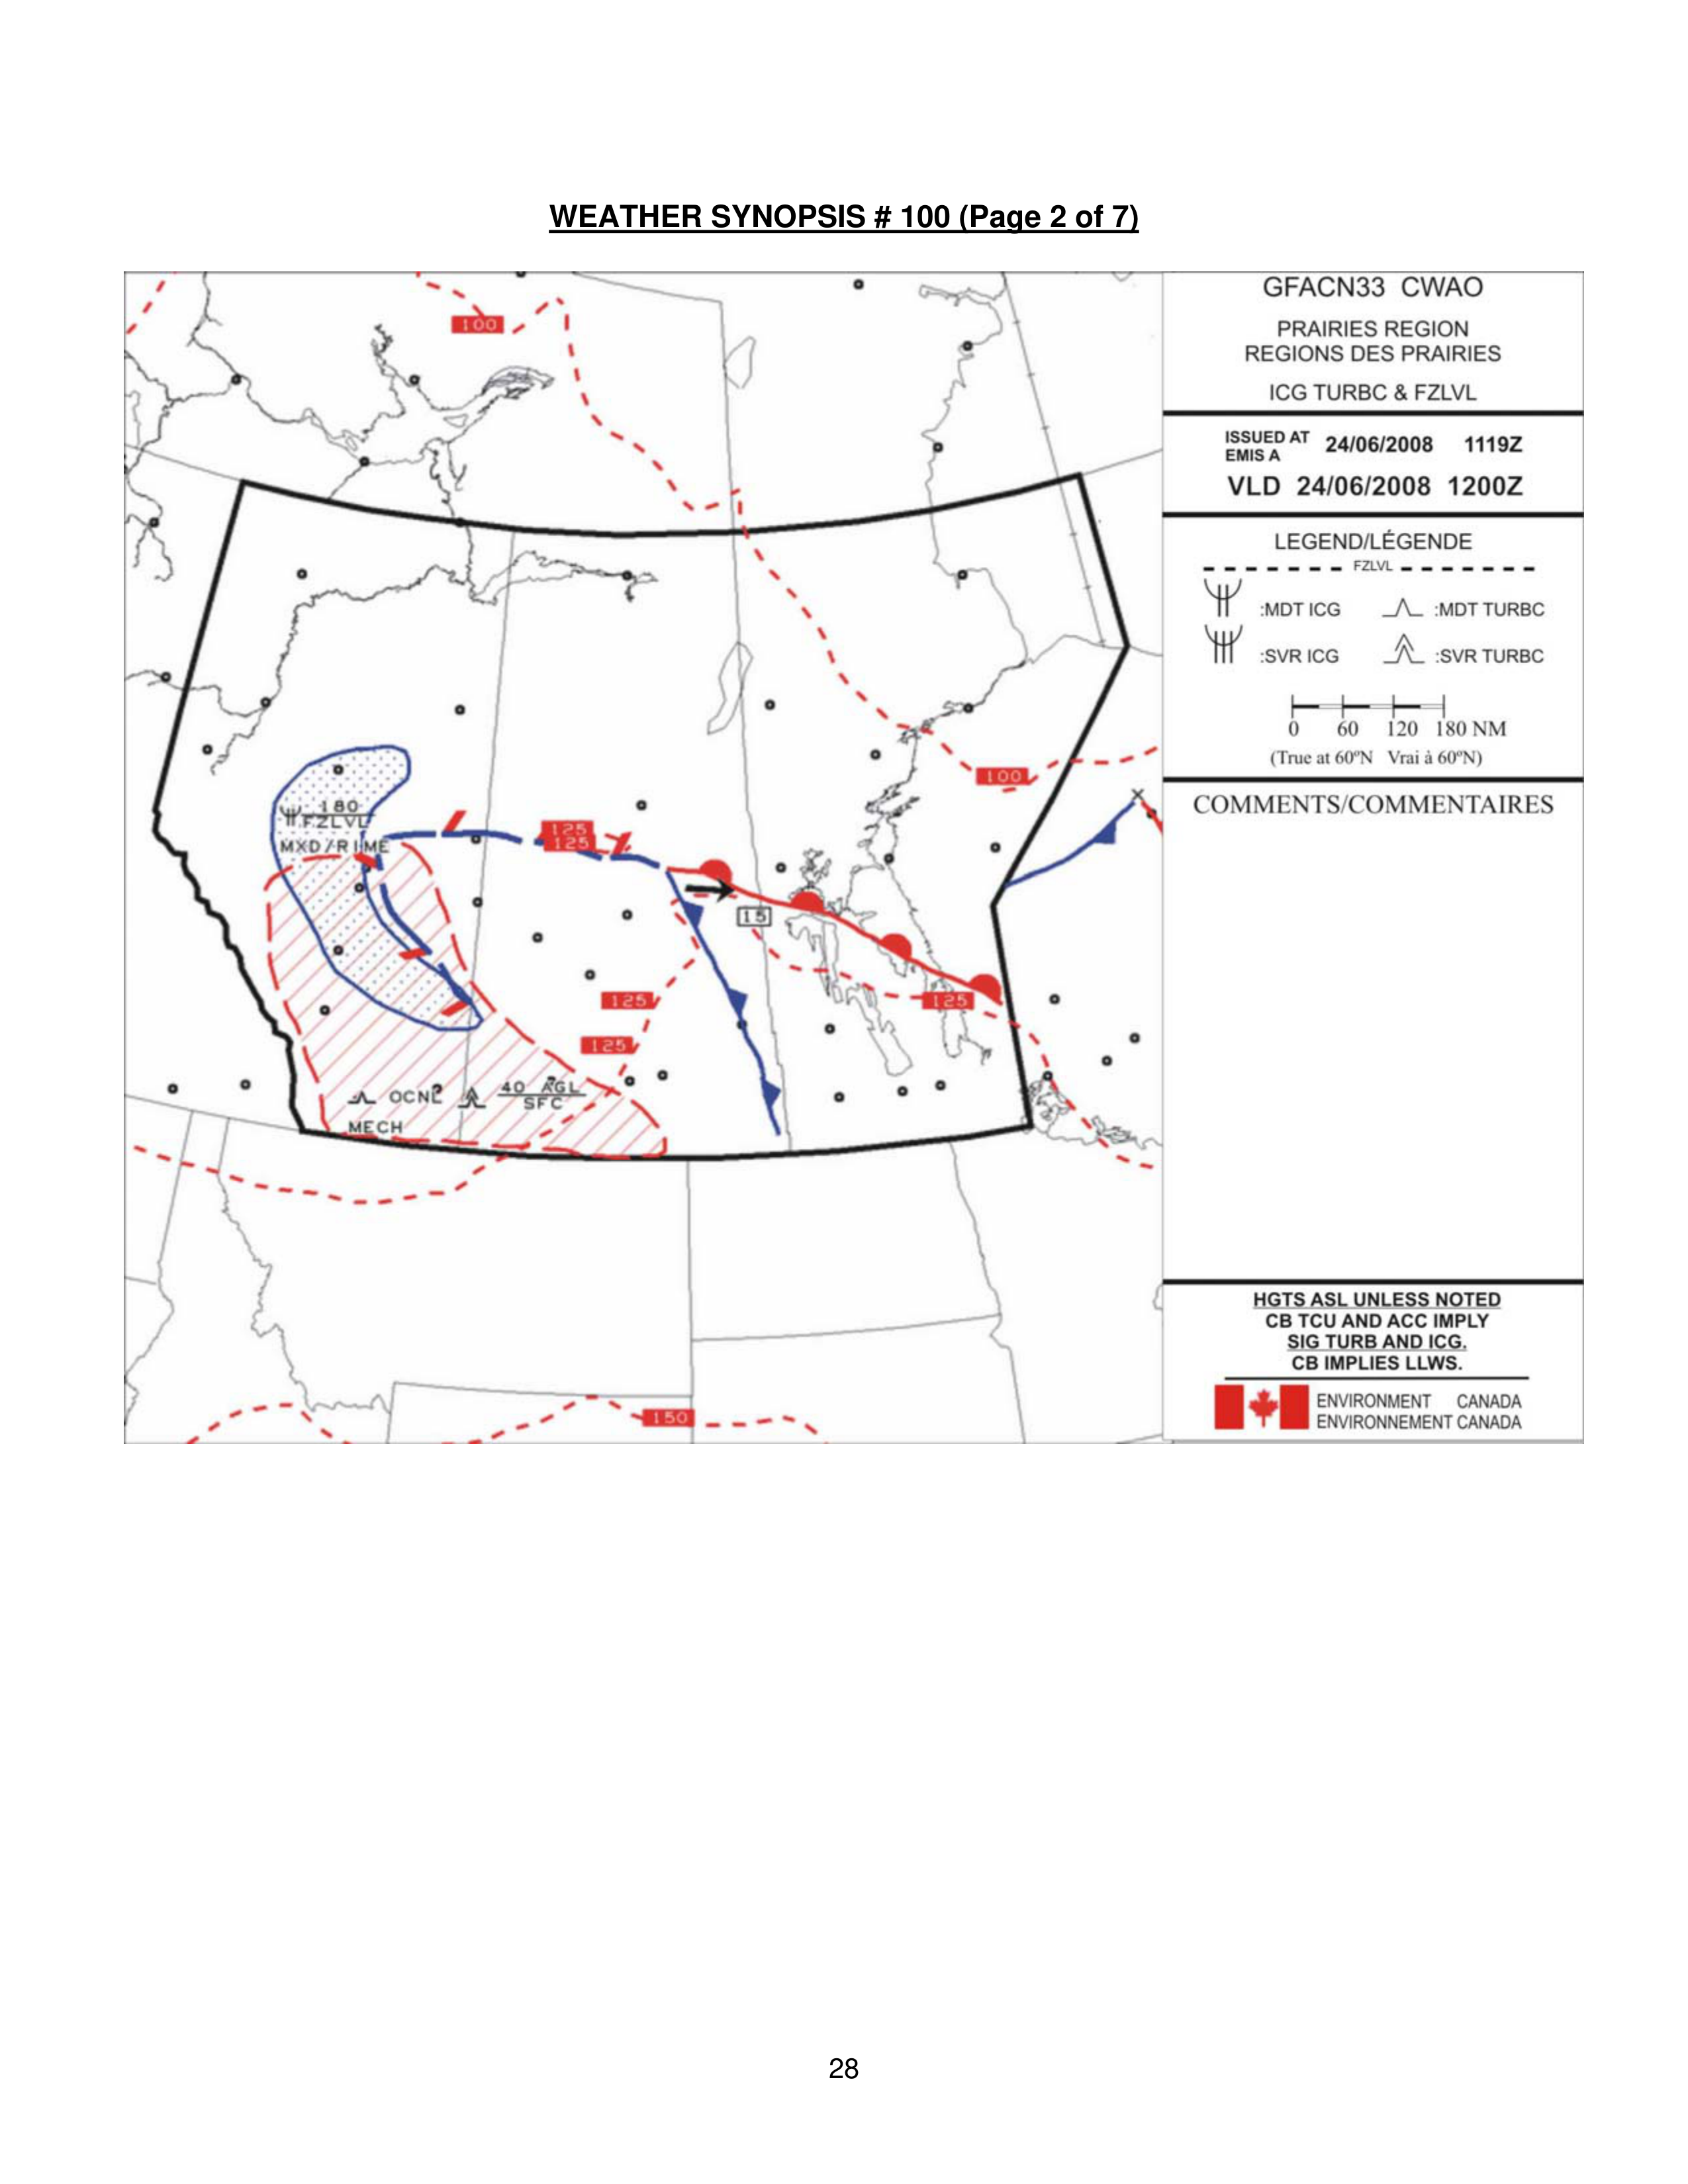 WEATHER SYNOPSIS # 100 (Page 2 of 7)
GFACN33 CWAO
PRAIRIES REGION
REGIONS DES PRAIRIES
ICG TURBC & FZLVL
ISSUED AT 24/06/2008 1119Z
EMIS A
VLD 24/06/2008 1200Z
LEGEND/LÉGENDE
FZLVL
:MDT ICG :MDT TURBC
:SVR ICG :SVR TURBC
0 60 120 180 NM
(True at 60ºN Vrai à 60ºN)
COMMENTS/COMMENTAIRES
HGTS ASL UNLESS NOTED
CB TCU AND ACC IMPLY
SIG TURB AND ICG.
CB IMPLIES LLWS.
ENVIRONMENT CANADA
ENVIRONNEMENT CANADA
100
100
180
FZLVL
MXD/RIME
125
125
15
125
125
125
OCNL 40 AGL
SFC
MECH
150
28